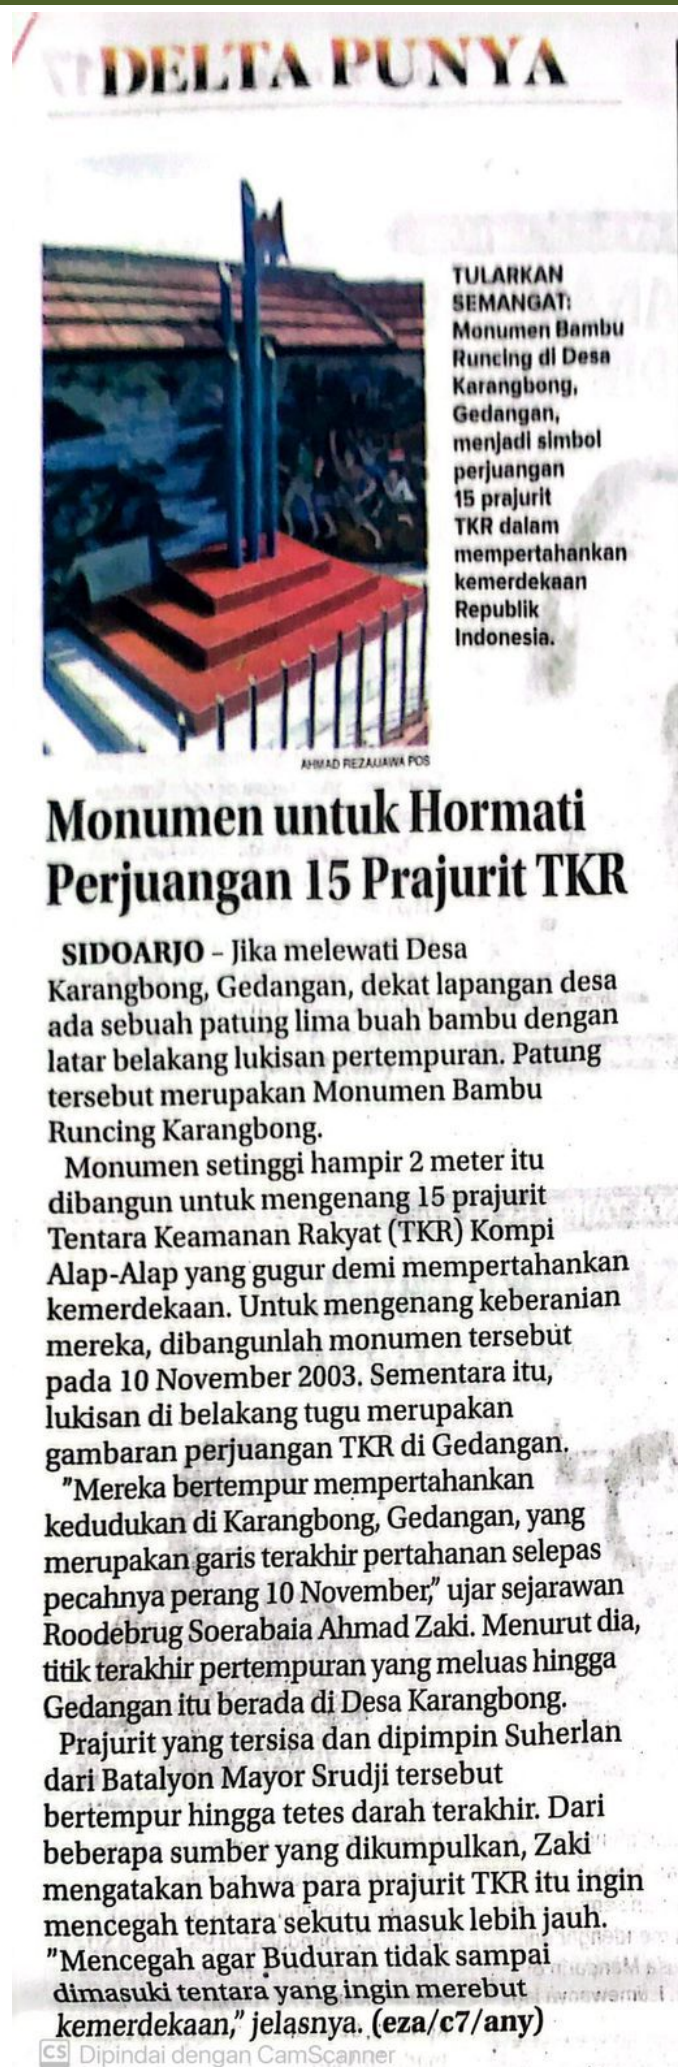 DELTA PUNYA
TULARKAN
SEMANGAT:
Monumen Bambu
Runcing di Desa
Karangbong,
Gedangan,
menjadi simbol
perjuangan
15 prajurit
TKR dalam
mempertahankan
kemerdekaan
Republik
Indonesia.
AHMAD REZA/JAWA POS
Monumen untuk Hormati
Perjuangan 15 Prajurit TKR
SIDOARJO – Jika melewati Desa
Karangbong, Gedangan, dekat lapangan desa
ada sebuah patung lima buah bambu dengan
latar belakang lukisan pertempuran. Patung
tersebut merupakan Monumen Bambu
Runcing Karangbong.
Monumen setinggi hampir 2 meter itu
dibangun untuk mengenang 15 prajurit
Tentara Keamanan Rakyat (TKR) Kompi
Alap-Alap yang gugur demi mempertahankan
kemerdekaan. Untuk mengenang keberanian
mereka, dibangunlah monumen tersebut
pada 10 November 2003. Sementara itu,
lukisan di belakang tugu merupakan
gambaran perjuangan TKR di Gedangan.
"Mereka bertempur mempertahankan
kedudukan di Karangbong, Gedangan, yang
merupakan garis terakhir pertahanan selepas
pecahnya perang 10 November," ujar sejarawan
Roodebrug Soerabaia Ahmad Zaki. Menurut dia,
titik terakhir pertempuran yang meluas hingga
Gedangan itu berada di Desa Karangbong.
Prajurit yang tersisa dan dipimpin Suherlan
dari Batalyon Mayor Srudji tersebut
bertempur hingga tetes darah terakhir. Dari
beberapa sumber yang dikumpulkan, Zaki
mengatakan bahwa para prajurit TKR itu ingin
mencegah tentara sekutu masuk lebih jauh.
"Mencegah agar Buduran tidak sampai
dimasuki tentara yang ingin merebut
kemerdekaan," jelasnya. (eza/c7/any)
CS Dipindai dengan CamScanner